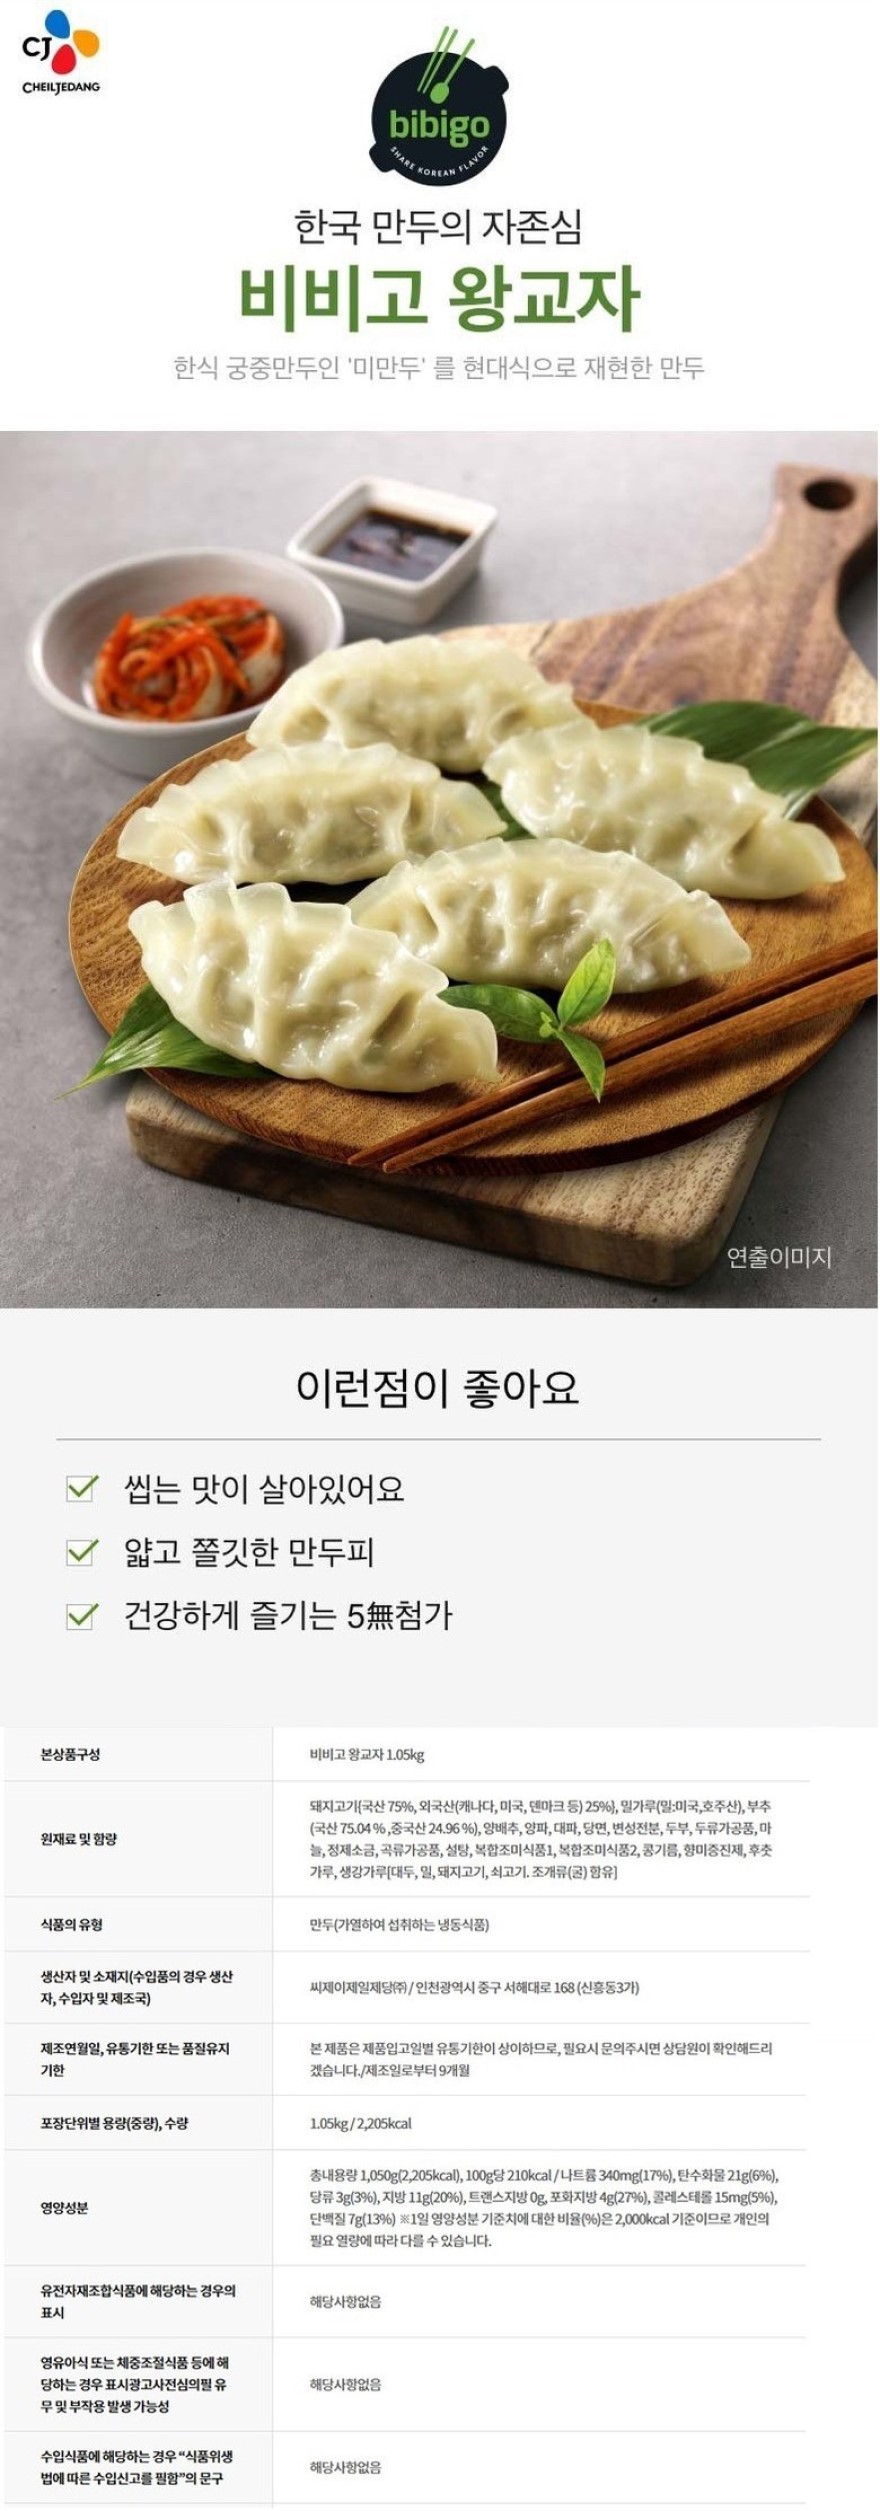 CJ
CHEILJEDANG
bibigo
SHARE KOREAN FLAVOR
한국 만두의 자존심
비비고 왕교자
한식 궁중만두인 '미만두' 를 현대식으로 재현한 만두
연출이미지
이런점이 좋아요
씹는 맛이 살아있어요
얇고 쫄깃한 만두피
건강하게 즐기는 5無첨가
본상품구성
비비고 왕교자 1.05kg
원재료 및 함량
돼지고기{국산 75%, 외국산(캐나다, 미국, 덴마크 등) 25%}, 밀가루(밀:미국,호주산), 부추
(국산 75.04 % ,중국산 24.96 %), 양배추, 양파, 대파, 당면, 변성전분, 두부, 두류가공품, 마
늘, 정제소금, 곡류가공품, 설탕, 복합조미식품1, 복합조미식품2, 콩기름, 향미증진제, 후춧
가루, 생강가루[대두, 밀, 돼지고기, 쇠고기. 조개류(굴) 함유]
식품의 유형
만두(가열하여 섭취하는 냉동식품)
생산자 및 소재지(수입품의 경우 생산
자, 수입자 및 제조국)
씨제이제일제당㈜ / 인천광역시 중구 서해대로 168 (신흥동3가)
제조연월일, 유통기한 또는 품질유지
기한
본 제품은 제품입고일별 유통기한이 상이하므로, 필요시 문의주시면 상담원이 확인해드리
겠습니다./제조일로부터 9개월
포장단위별 용량(중량), 수량
1.05kg / 2,205kcal
영양성분
총내용량 1,050g(2,205kcal), 100g당 210kcal / 나트륨 340mg(17%), 탄수화물 21g(6%),
당류 3g(3%), 지방 11g(20%), 트랜스지방 0g, 포화지방 4g(27%), 콜레스테롤 15mg(5%),
단백질 7g(13%) ※1일 영양성분 기준치에 대한 비율(%)은 2,000kcal 기준이므로 개인의
필요 열량에 따라 다를 수 있습니다.
유전자재조합식품에 해당하는 경우의
표시
해당사항없음
영유아식 또는 체중조절식품 등에 해
당하는 경우 표시광고사전심의필 유
무 및 부작용 발생 가능성
해당사항없음
수입식품에 해당하는 경우 “식품위생
법에 따른 수입신고를 필함”의 문구
해당사항없음